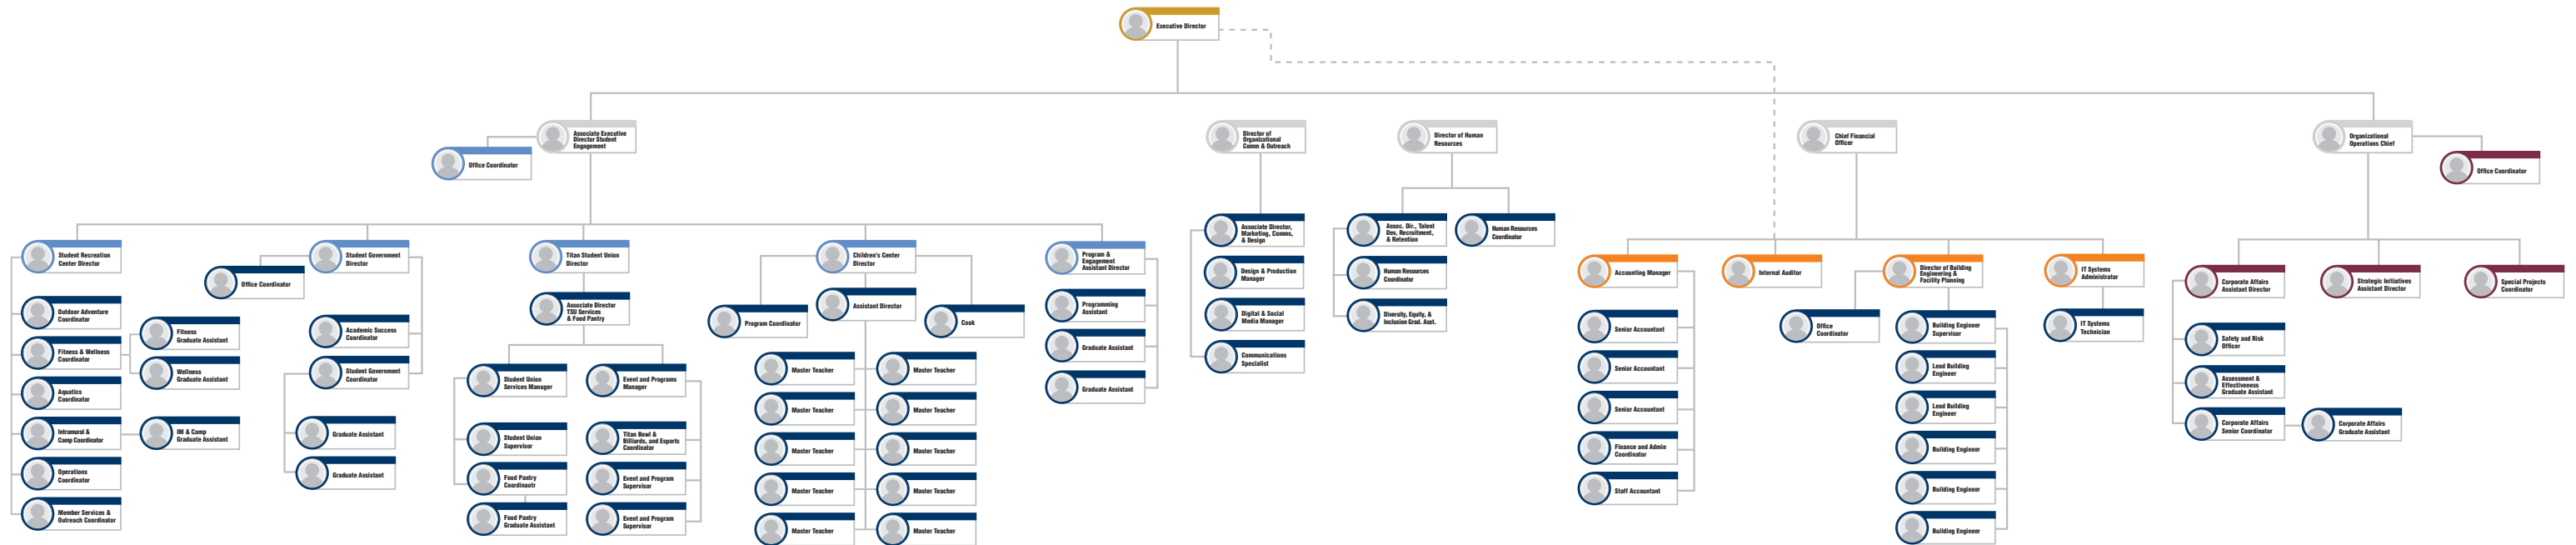 Executive Director
Associate Executive
Director Student
Engagement
Office Coordinator
Director of
Organizational
Comm & Outreach
Director of Human
Resources
Chief Financial
Officer
Organizational
Operations Chief
Office Coordinator
Student Recreation
Center Director
Outdoor Adventure
Coordinator
Fitness & Wellness
Coordinator
Fitness
Graduate Assistant
Wellness
Graduate Assistant
Aquatics
Coordinator
Intramural &
Camp Coordinator
IM & Camp
Graduate Assistant
Operations
Coordinator
Member Services &
Outreach Coordinator
Student Government
Director
Office Coordinator
Academic Success
Coordinator
Student Government
Coordinator
Graduate Assistant
Graduate Assistant
Titan Student Union
Director
Associate Director
TSU Services
& Food Pantry
Student Union
Services Manager
Student Union
Supervisor
Food Pantry
Coordinaotr
Food Pantry
Graduate Assistant
Event and Programs
Manager
Titan Bowl &
Billiards, and Esports
Coordinator
Event and Program
Supervisor
Event and Program
Supervisor
Children's Center
Director
Program Coordinator
Assistant Director
Cook
Master Teacher
Master Teacher
Master Teacher
Master Teacher
Master Teacher
Master Teacher
Master Teacher
Master Teacher
Master Teacher
Master Teacher
Program &
Engagement
Assistant Director
Programming
Assistant
Graduate Assistant
Graduate Assistant
Associate Director,
Marketing, Comms,
& Design
Design & Production
Manager
Digital & Social
Media Manager
Communications
Specialist
Assoc. Dir., Talent
Dev, Recruitment,
& Retention
Human Resources
Coordinator
Human Resources
Coordinator
Diversity, Equity, &
Inclusion Grad. Asst.
Accounting Manager
Senior Accountant
Senior Accountant
Senior Accountant
Finance and Admin
Coordinator
Staff Accountant
Internal Auditor
Director of Building
Engineering &
Facility Planning
Office
Coordinator
Building Engineer
Supervisor
Lead Building
Engineer
Lead Building
Engineer
Building Engineer
Building Engineer
Building Engineer
IT Systems
Administrator
IT Systems
Technician
Corporate Affairs
Assistant Director
Safety and Risk
Officer
Assessment &
Effectiveness
Graduate Assistant
Corporate Affairs
Senior Coordinator
Corporate Affairs
Graduate Assistant
Strategic Initiatives
Assistant Director
Special Projects
Coordinator